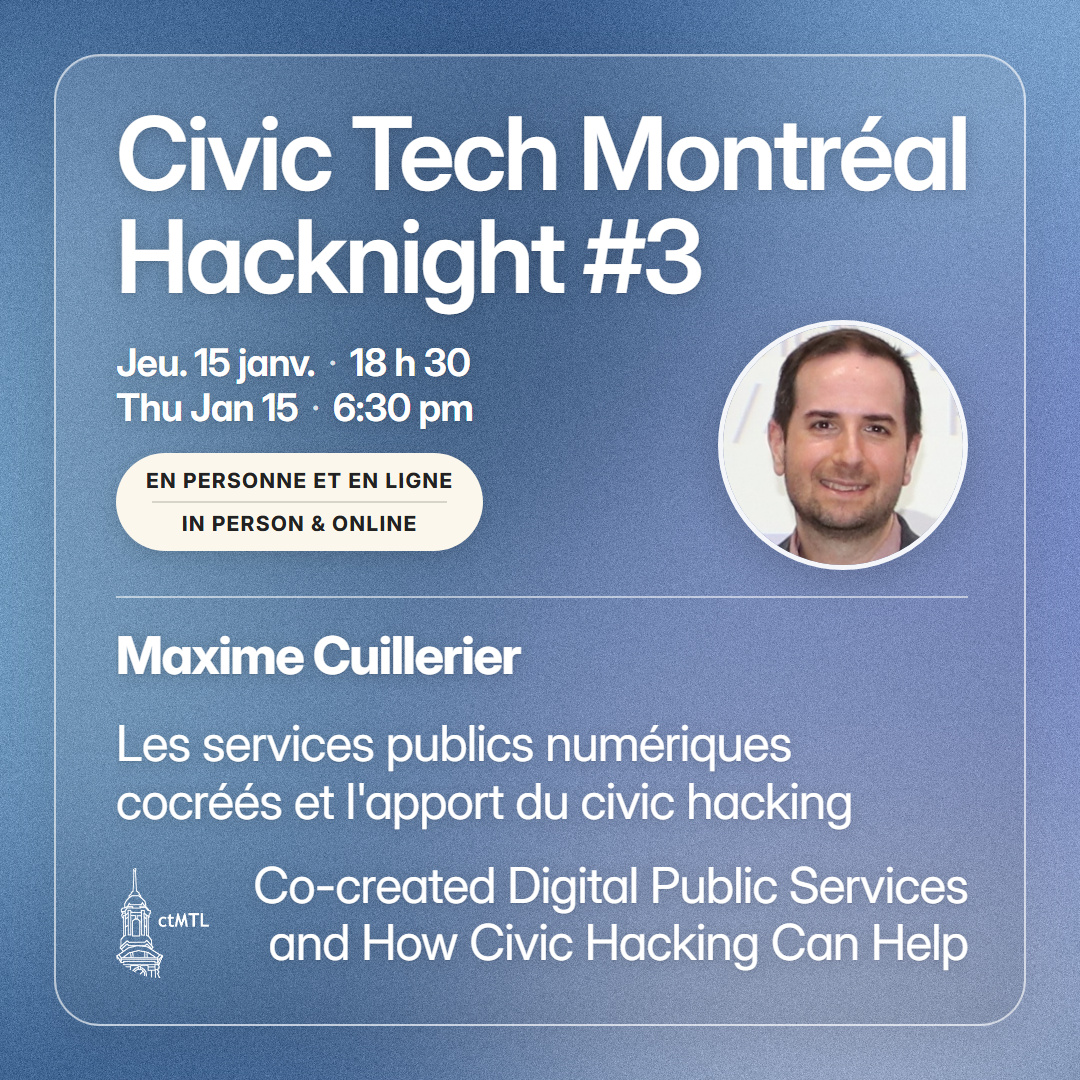 Civic Tech Montréal
Hacknight #3
Jeu. 15 janv. · 18 h 30
Thu Jan 15 · 6:30 pm
EN PERSONNE ET EN LIGNE
IN PERSON & ONLINE
Maxime Cuillerier
Les services publics numériques
cocréés et l'apport du civic hacking
ctMTL
Co-created Digital Public Services
and How Civic Hacking Can Help